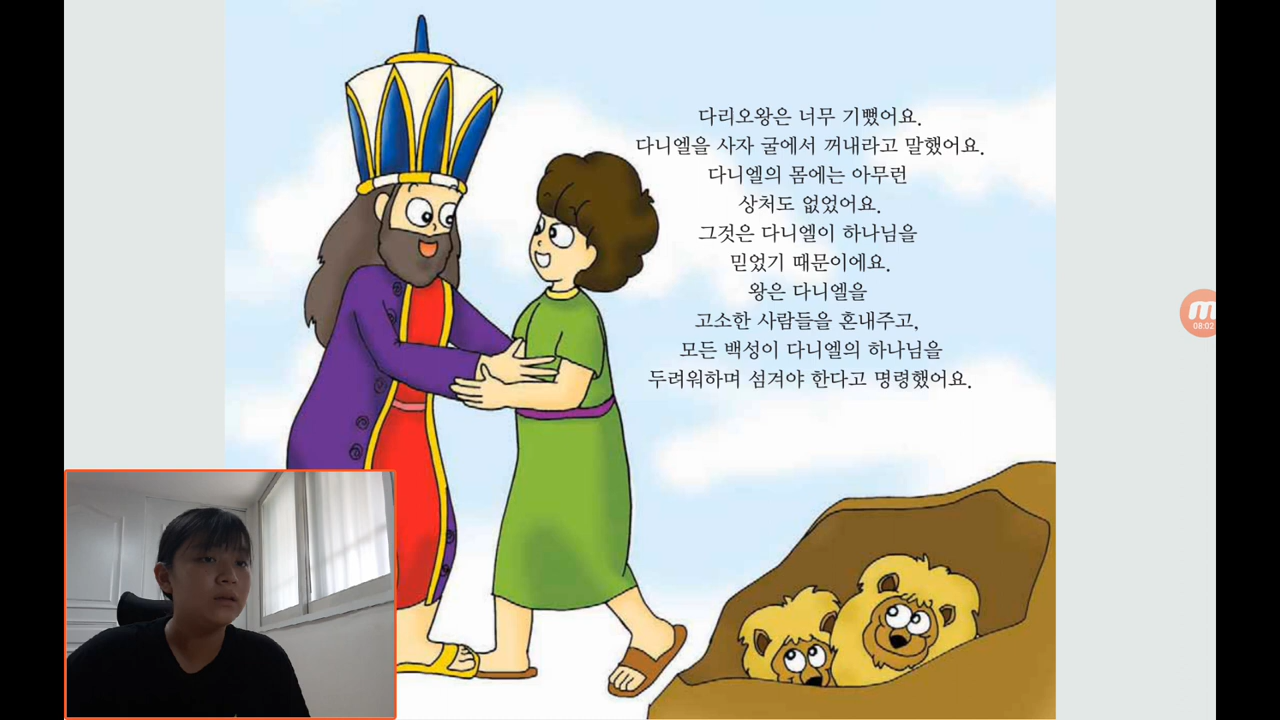 다리오왕은 너무 기뻤어요.
다니엘을 사자 굴에서 꺼내라고 말했어요.
다니엘의 몸에는 아무런
상처도 없었어요.
그것은 다니엘이 하나님을
믿었기 때문이에요.
왕은 다니엘을
고소한 사람들을 혼내주고,
모든 백성이 다니엘의 하나님을
두려워하며 섬겨야 한다고 명령했어요.
08:02